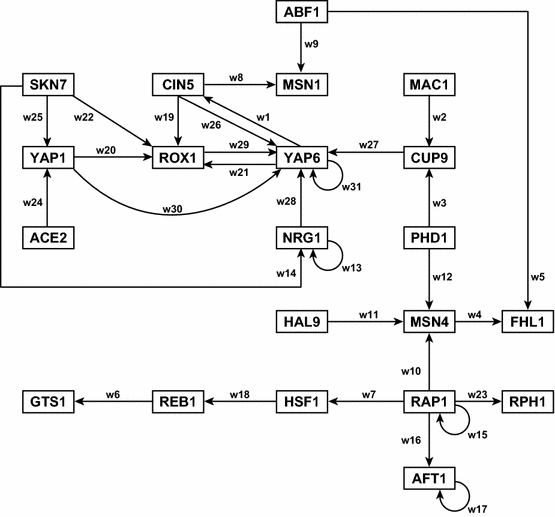 ABF1
w9
SKN7
CIN5
w8
MSN1
MAC1
w25
w22
w19
w26
w1
w2
YAP1
w20
ROX1
w29
w21
YAP6
w27
CUP9
w31
w24
w30
w28
w3
ACE2
NRG1
PHD1
w14
w13
w12
w5
HAL9
w11
MSN4
w4
FHL1
w10
GTS1
w6
REB1
w18
HSF1
w7
RAP1
w23
RPH1
w16
w15
AFT1
w17